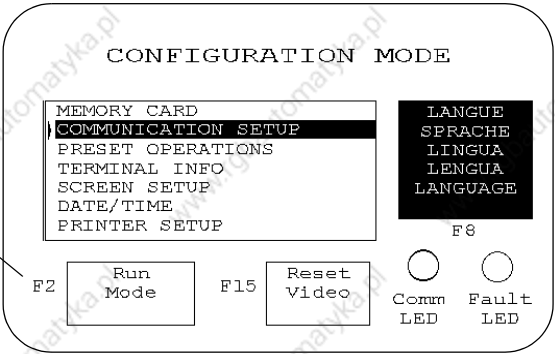 CONFIGURATION MODE
MEMORY CARD
COMMUNICATION SETUP
PRESET OPERATIONS
TERMINAL INFO
SCREEN SETUP
DATE/TIME
PRINTER SETUP
LANGUE
SPRACHE
LINGUA
LENGUA
LANGUAGE
F8
F2
Run
Mode
F15
Reset
Video
Comm
LED
Fault
LED